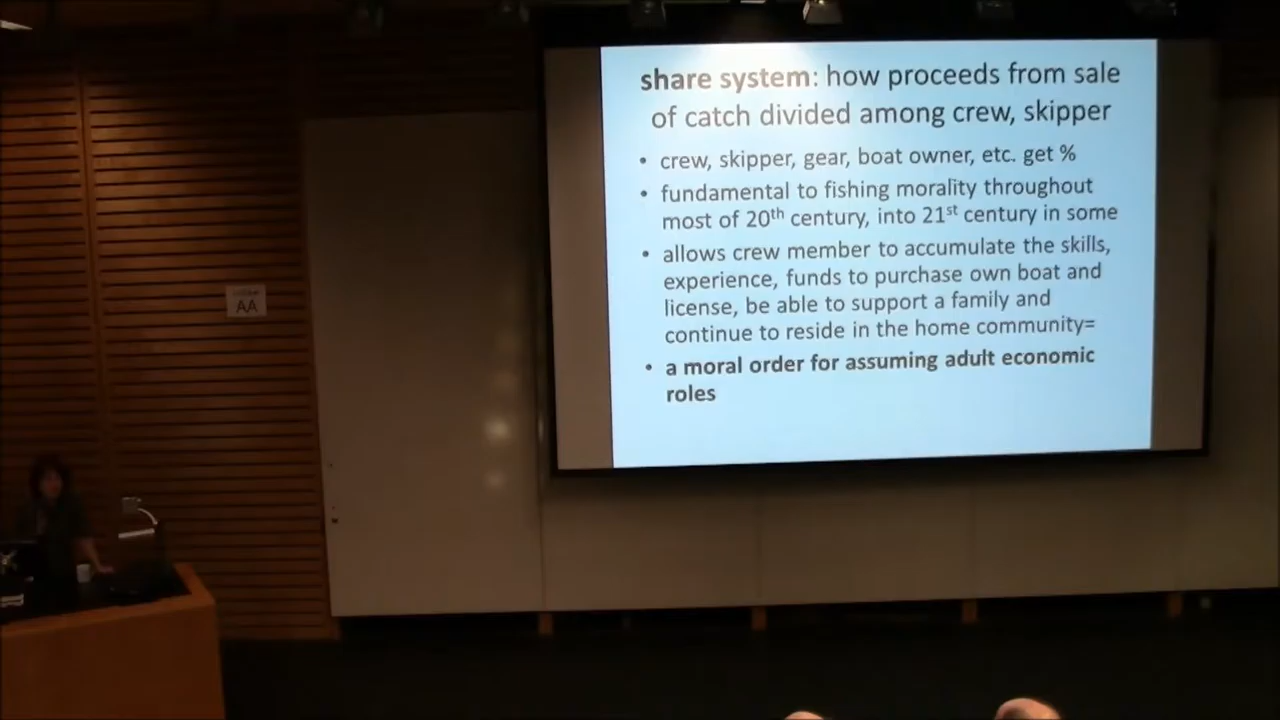 share system: how proceeds from sale
of catch divided among crew, skipper
• crew, skipper, gear, boat owner, etc. get %
• fundamental to fishing morality throughout
most of 20th century, into 21st century in some
• allows crew member to accumulate the skills,
experience, funds to purchase own boat and
license, be able to support a family and
continue to reside in the home community=
• a moral order for assuming adult economic
roles
AA